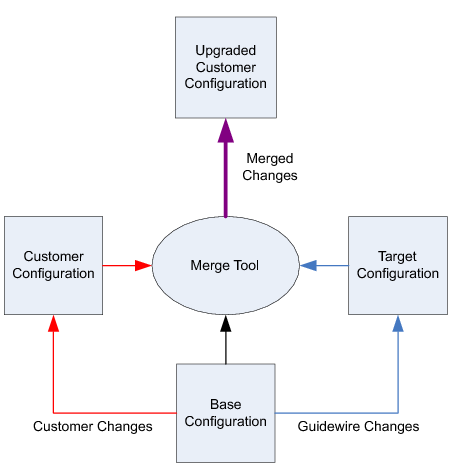 Upgraded
Customer
Configuration
Merged
Changes
Customer
Configuration
Merge Tool
Target
Configuration
Base
Configuration
Customer Changes
Guidewire Changes